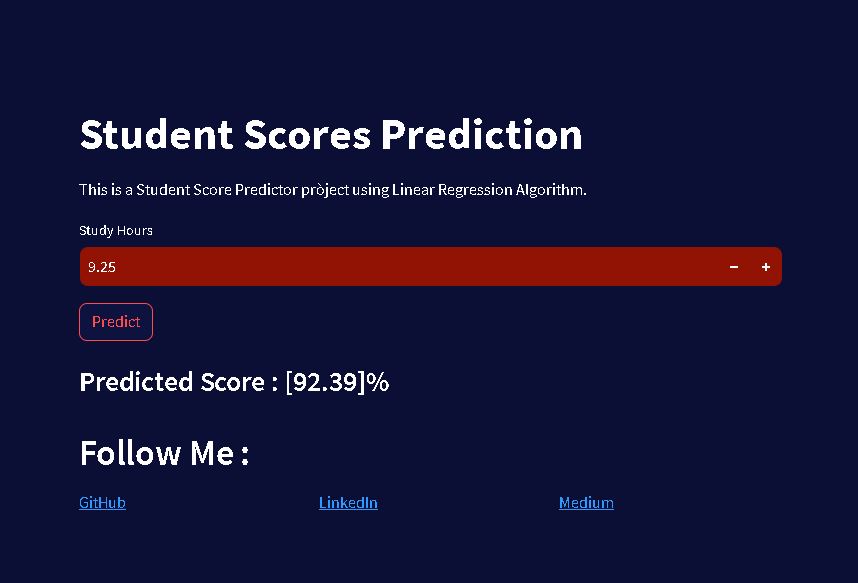 Student Scores Prediction
This is a Student Score Predictor pròject using Linear Regression Algorithm.
Study Hours
9.25 − +
Predict
Predicted Score : [92.39]%
Follow Me :
GitHub LinkedIn Medium